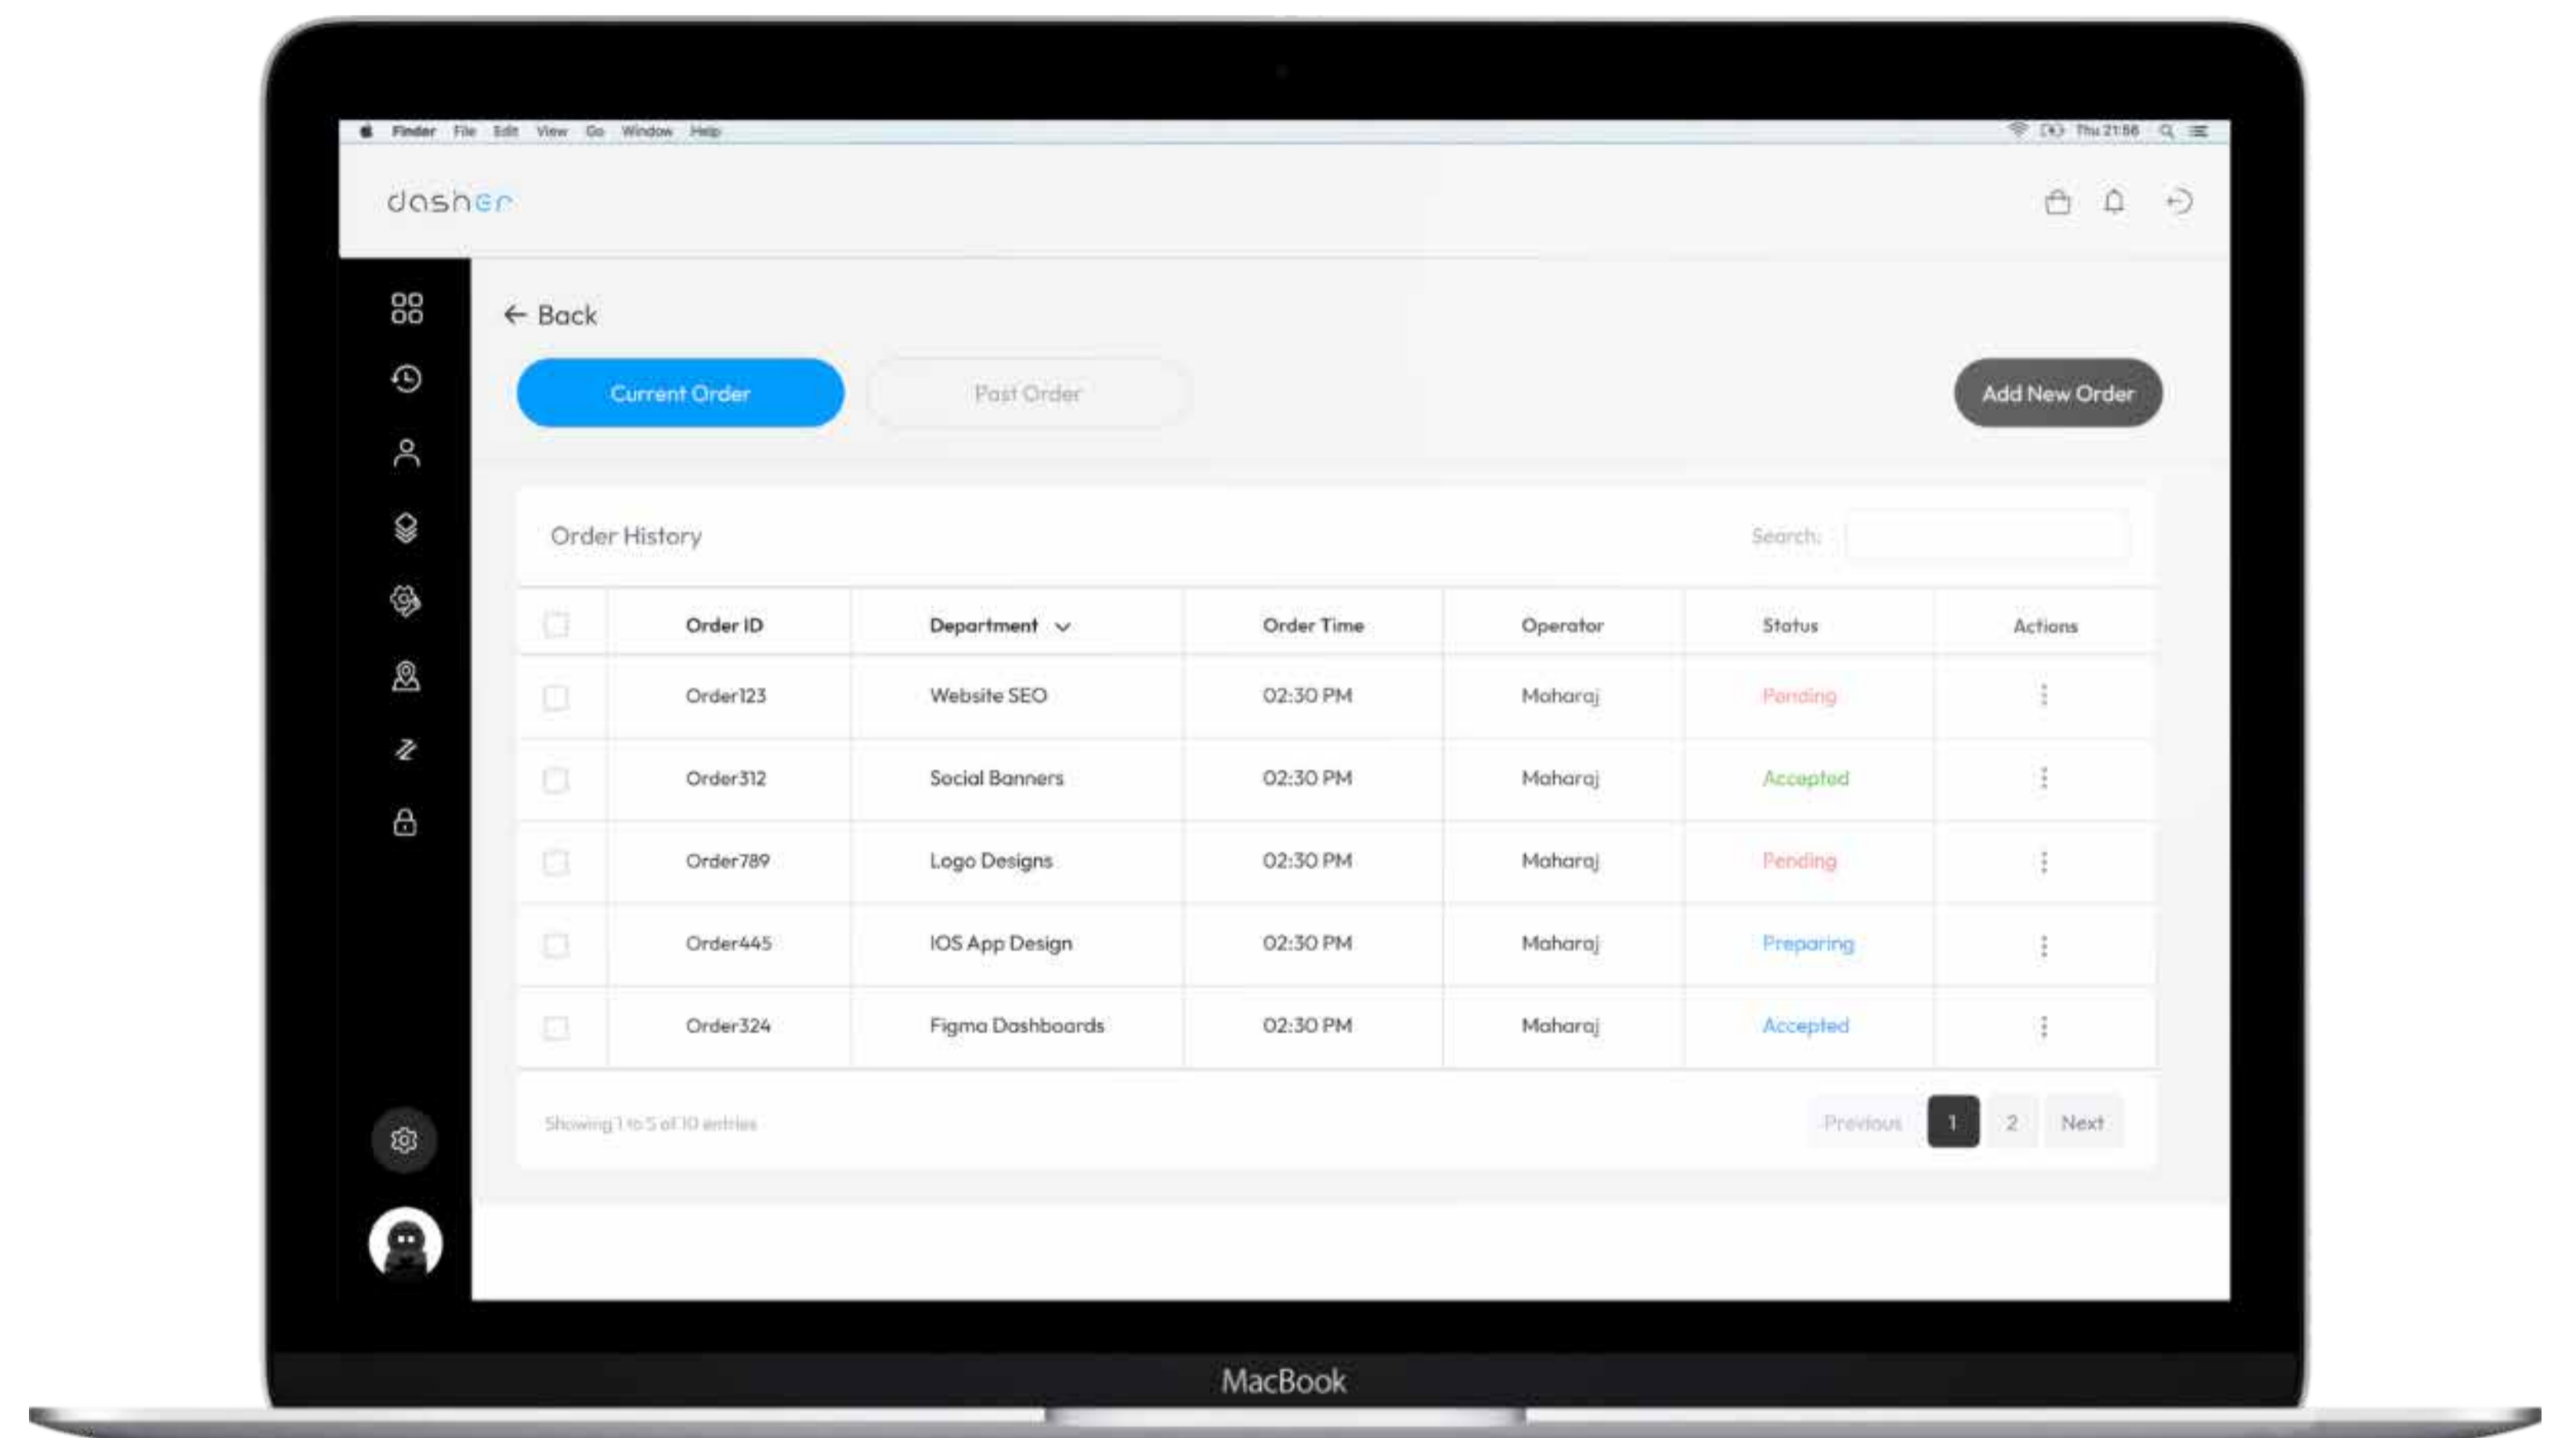 Finder File Edit View Go Window Help
Thu 21:56
dasher
← Back
Current Order
Past Order
Add New Order
Order History
Search:
Order ID Department Order Time Operator Status Actions
Order123 Website SEO 02:30 PM Maharaj Pending
Order312 Social Banners 02:30 PM Maharaj Accepted
Order789 Logo Designs 02:30 PM Maharaj Pending
Order445 IOS App Design 02:30 PM Maharaj Preparing
Order324 Figma Dashboards 02:30 PM Maharaj Accepted
Showing 1 to 5 of 10 entries
Previous 1 2 Next
MacBook